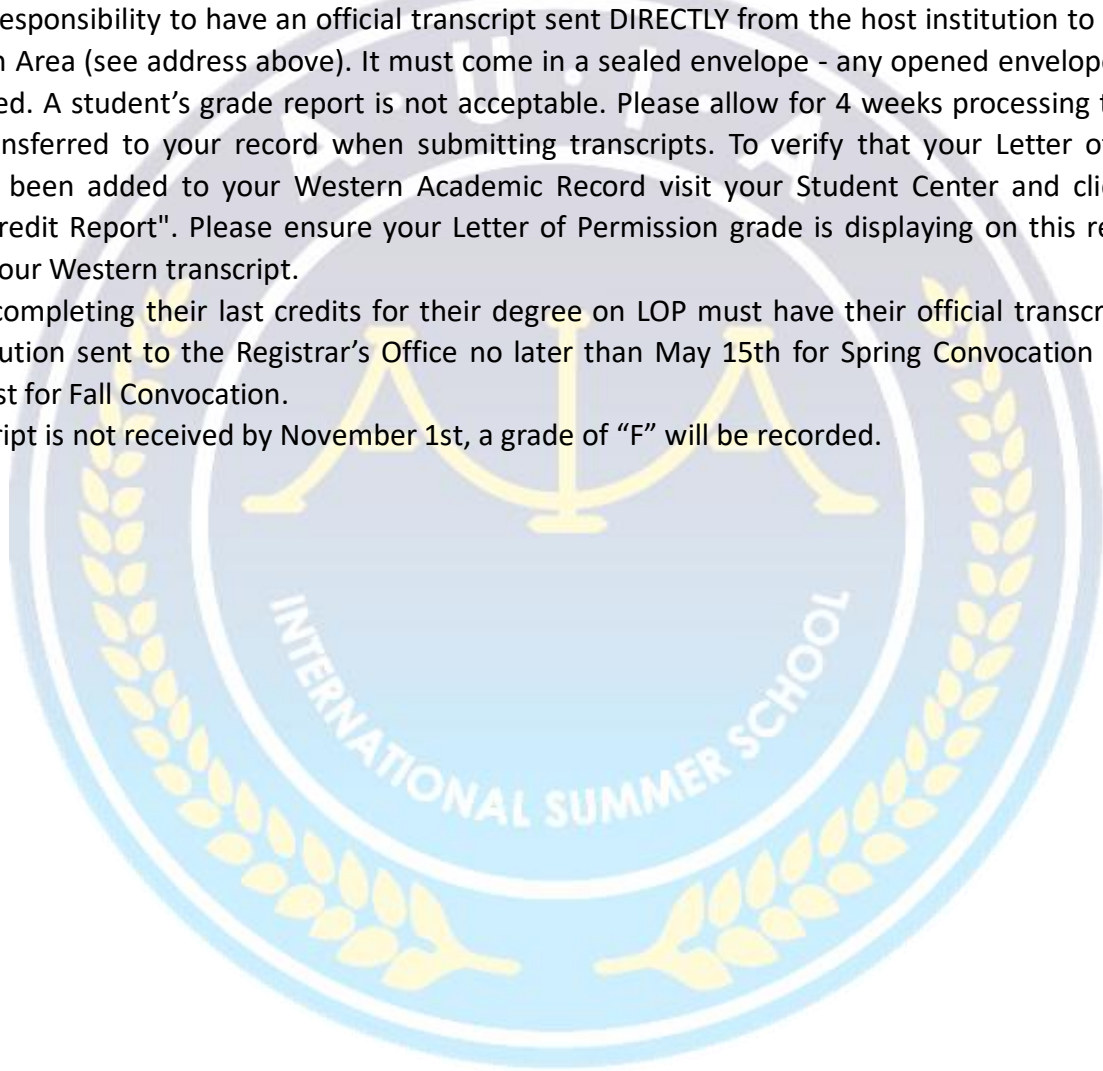 esponsibility to have an official transcript sent DIRECTLY from the host institution to
n Area (see address above). It must come in a sealed envelope - any opened envelope
ed. A student’s grade report is not acceptable. Please allow for 4 weeks processing t
nsferred to your record when submitting transcripts. To verify that your Letter of
been added to your Western Academic Record visit your Student Center and cli
redit Report". Please ensure your Letter of Permission grade is displaying on this re
our Western transcript.
completing their last credits for their degree on LOP must have their official transcr
ution sent to the Registrar’s Office no later than May 15th for Spring Convocation
st for Fall Convocation.
ript is not received by November 1st, a grade of “F” will be recorded.
A U I A
INTERNATIONAL SUMMER SCHOOL